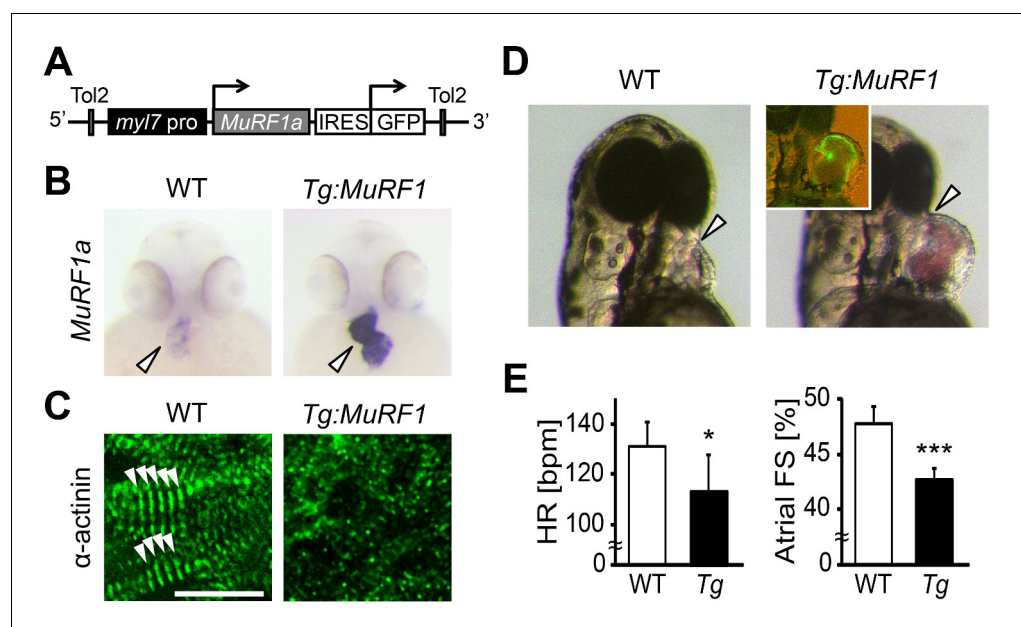 A
Tol2 Tol2
5’ myl7 pro MuRF1a IRES GFP 3’
B
WT Tg:MuRF1
MuRF1a
C
WT Tg:MuRF1
α-actinin
D
WT Tg:MuRF1
E
HR [bpm]
140
120
100
0
WT Tg
*
Atrial FS [%]
50
45
40
0
WT Tg
***